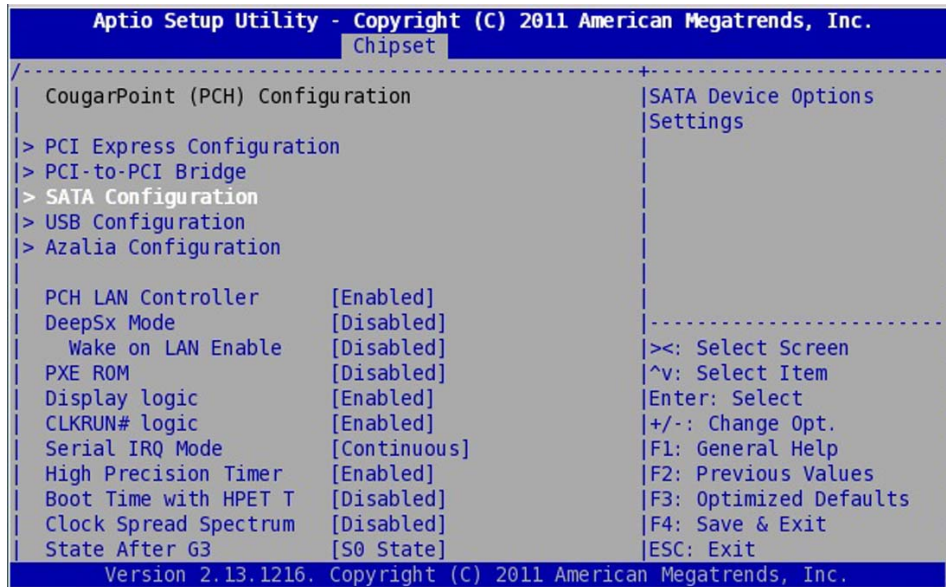 Aptio Setup Utility - Copyright (C) 2011 American Megatrends, Inc.
Chipset
/----------------------------------------------------+-------------------------
| CougarPoint (PCH) Configuration |SATA Device Options
| |Settings
|> PCI Express Configuration |
|> PCI-to-PCI Bridge |
|> SATA Configuration |
|> USB Configuration |
|> Azalia Configuration |
| |
| PCH LAN Controller [Enabled] |
| DeepSx Mode [Disabled] |-------------------------
| Wake on LAN Enable [Disabled] |><: Select Screen
| PXE ROM [Disabled] |^v: Select Item
| Display logic [Enabled] |Enter: Select
| CLKRUN# logic [Enabled] |+/-: Change Opt.
| Serial IRQ Mode [Continuous] |F1: General Help
| High Precision Timer [Enabled] |F2: Previous Values
| Boot Time with HPET T [Disabled] |F3: Optimized Defaults
| Clock Spread Spectrum [Disabled] |F4: Save & Exit
| State After G3 [S0 State] |ESC: Exit
Version 2.13.1216. Copyright (C) 2011 American Megatrends, Inc.